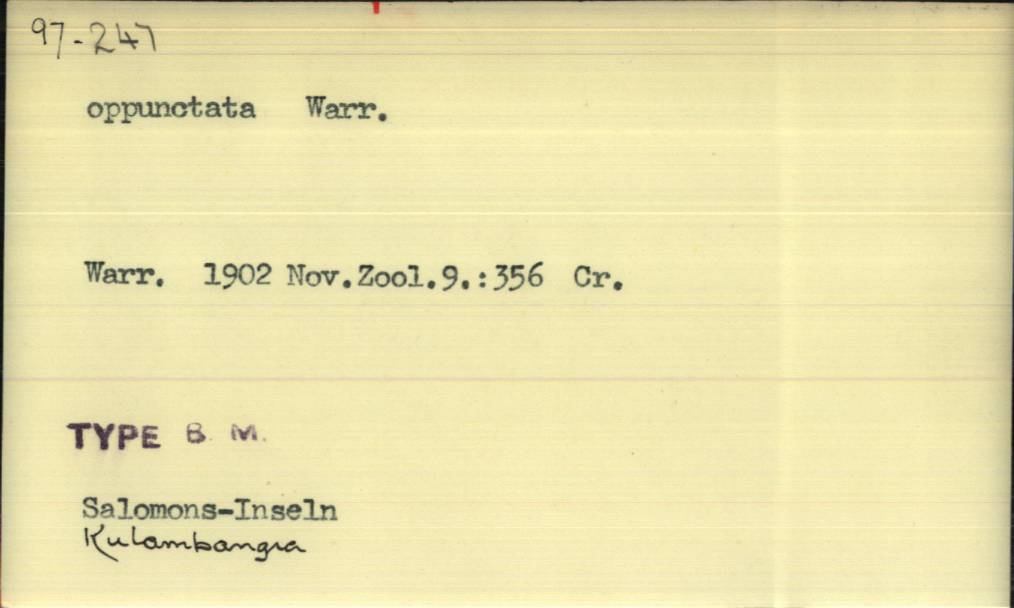 97-247
oppunctata Warr.
Warr. 1902 Nov.Zool.9.:356 Cr.
TYPE B. M.
Salomons-Inseln
Kulambangra